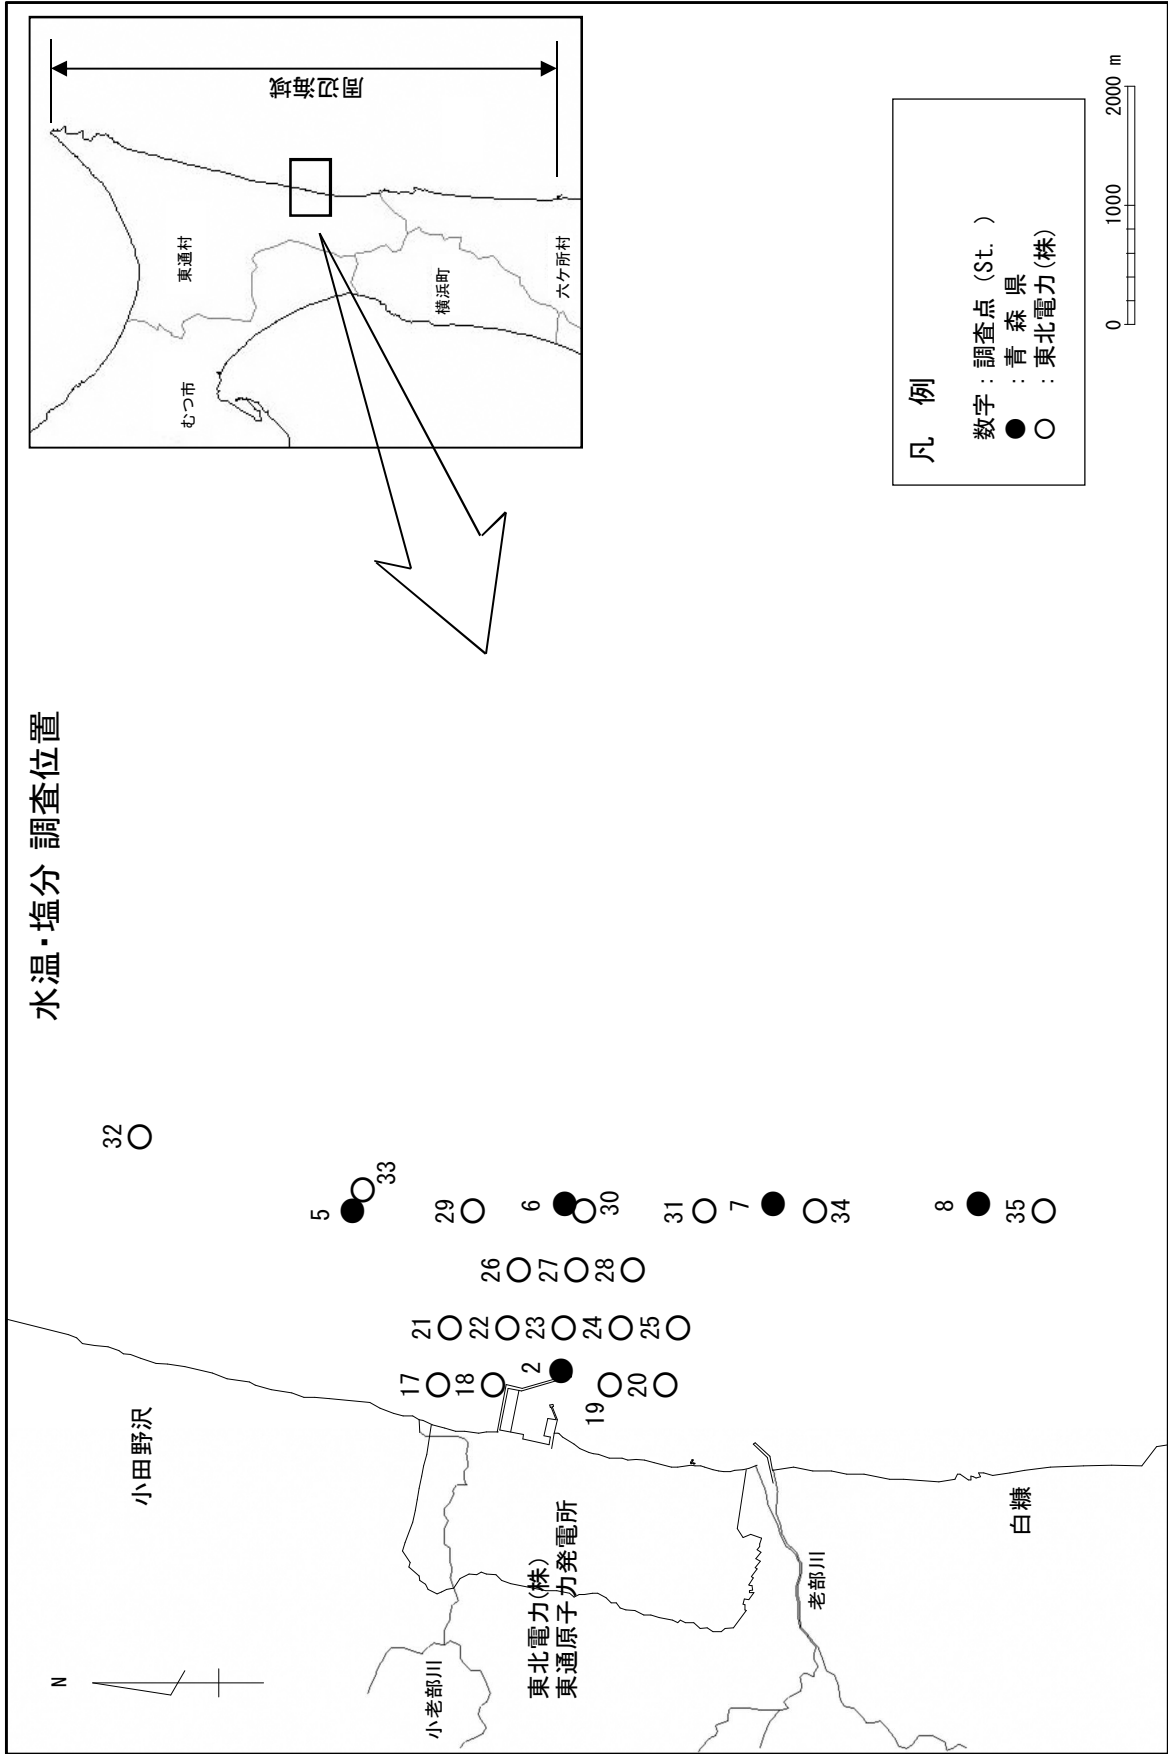 水温・塩分 調査位置
N
小田野沢
小老部川
東北電力(株)
東通原子力発電所
老部川
白糠
32
5
33
29
6
30
31
7
34
8
35
26
27
28
21
22
23
24
25
17
18
2
19
20
むつ市
東通村
横浜町
六ケ所村
周辺海域
凡 例
数字：調査点 (St. )
● ：青 森 県
○ ：東北電力(株)
0 1000 2000 m